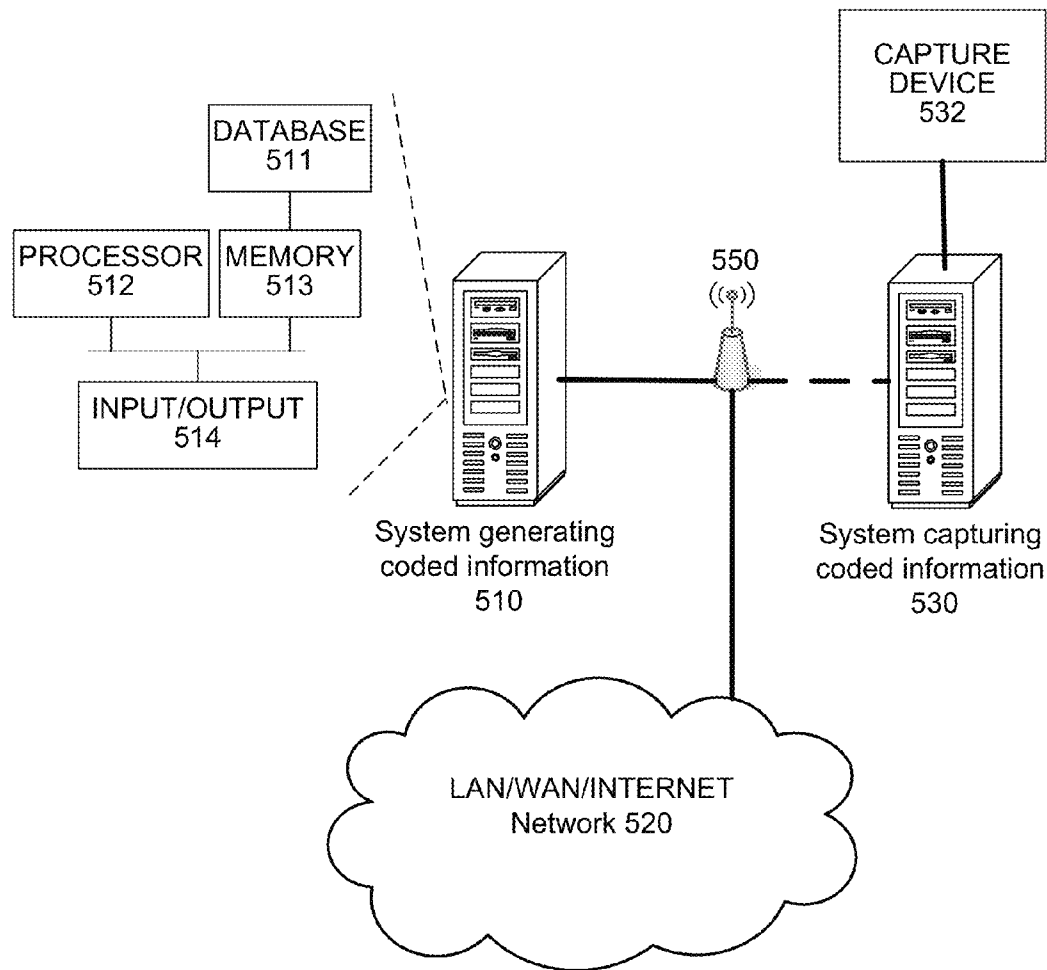 CAPTURE
DEVICE
532
DATABASE
511
PROCESSOR
512
MEMORY
513
INPUT/OUTPUT
514
550
System generating
coded information
510
System capturing
coded information
530
LAN/WAN/INTERNET
Network 520